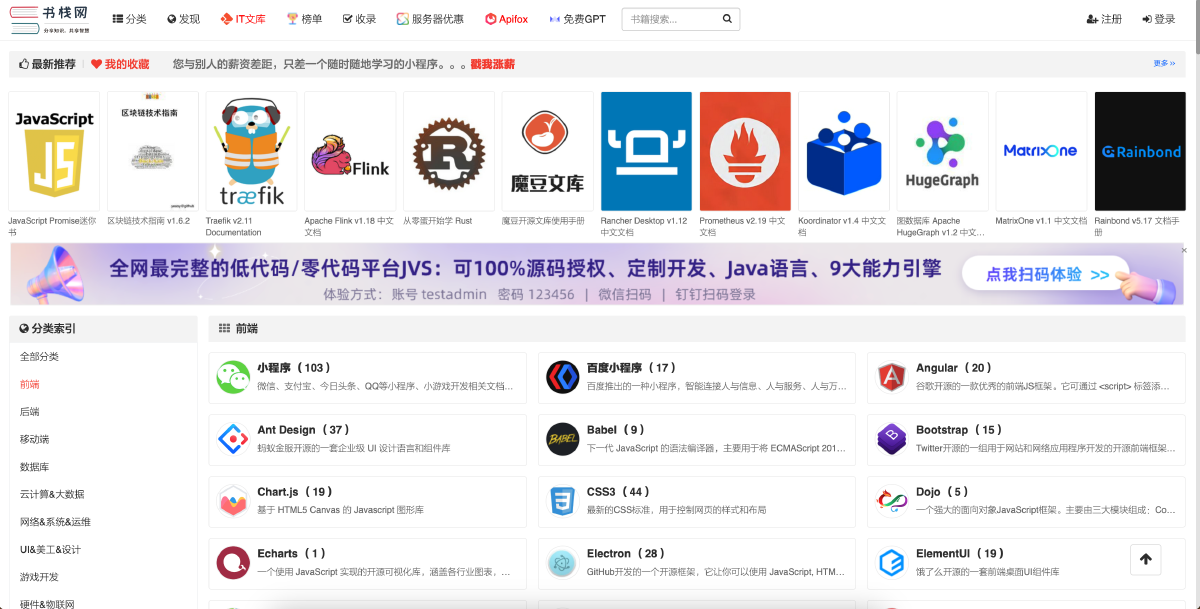 书栈网
分享知识，共享智慧
分类
发现
IT文库
榜单
收录
服务器优惠
Apifox
免费GPT
书籍搜索...
注册
登录
最新推荐
我的收藏
您与别人的薪资差距，只差一个随时随地学习的小程序。。。戳我涨薪
更多 »
JavaScript
JS
区块链技术指南
træfik
Flink
魔豆文库
HugeGraph
MatrixOne
Rainbond
JavaScript Promise迷你书
区块链技术指南 v1.6.2
Traefik v2.11 Documentation
Apache Flink v1.18 中文文档
从零蛋开始学 Rust
魔豆开源文库使用手册
Rancher Desktop v1.12 中文文档
Prometheus v2.19 中文文档
Koordinator v1.4 中文文档
图数据库 Apache HugeGraph v1.2 中文...
MatrixOne v1.1 中文文档
Rainbond v5.17 文档手册
全网最完整的低代码/零代码平台JVS：可100%源码授权、定制开发、Java语言、9大能力引擎
体验方式： 账号 testadmin 密码 123456 | 微信扫码 | 钉钉扫码登录
点我扫码体验 >>
分类索引
全部分类
前端
后端
移动端
数据库
云计算&大数据
网络&系统&运维
UI&美工&设计
游戏开发
硬件&物联网
前端
小程序（103）
微信、支付宝、今日头条、QQ等小程序、小游戏开发相关文档...
百度小程序（17）
百度推出的一种小程序，智能连接人与信息、人与服务、人与万...
Angular（20）
谷歌开源的一款优秀的前端JS框架。它可通过 <script> 标签添...
Ant Design（37）
蚂蚁金服开源的一套企业级 UI 设计语言和组件库
BABEL
Babel（9）
下一代 JavaScript 的语法编译器，主要用于将 ECMAScript 201...
Bootstrap（15）
Twitter开源的一组用于网站和网络应用程序开发的开源前端框架...
Chart.js（19）
基于 HTML5 Canvas 的 Javascript 图形库
CSS3（44）
最新的CSS标准，用于控制网页的样式和布局
Dojo（5）
一个强大的面向对象JavaScript框架。主要由三大模块组成：Co...
Echarts（1）
一个使用 JavaScript 实现的开源可视化库，涵盖各行业图表，...
Electron（28）
GitHub开发的一个开源框架，它让你可以使用 JavaScript, HTM...
ElementUI（19）
饿了么开源的一套前端桌面UI组件库